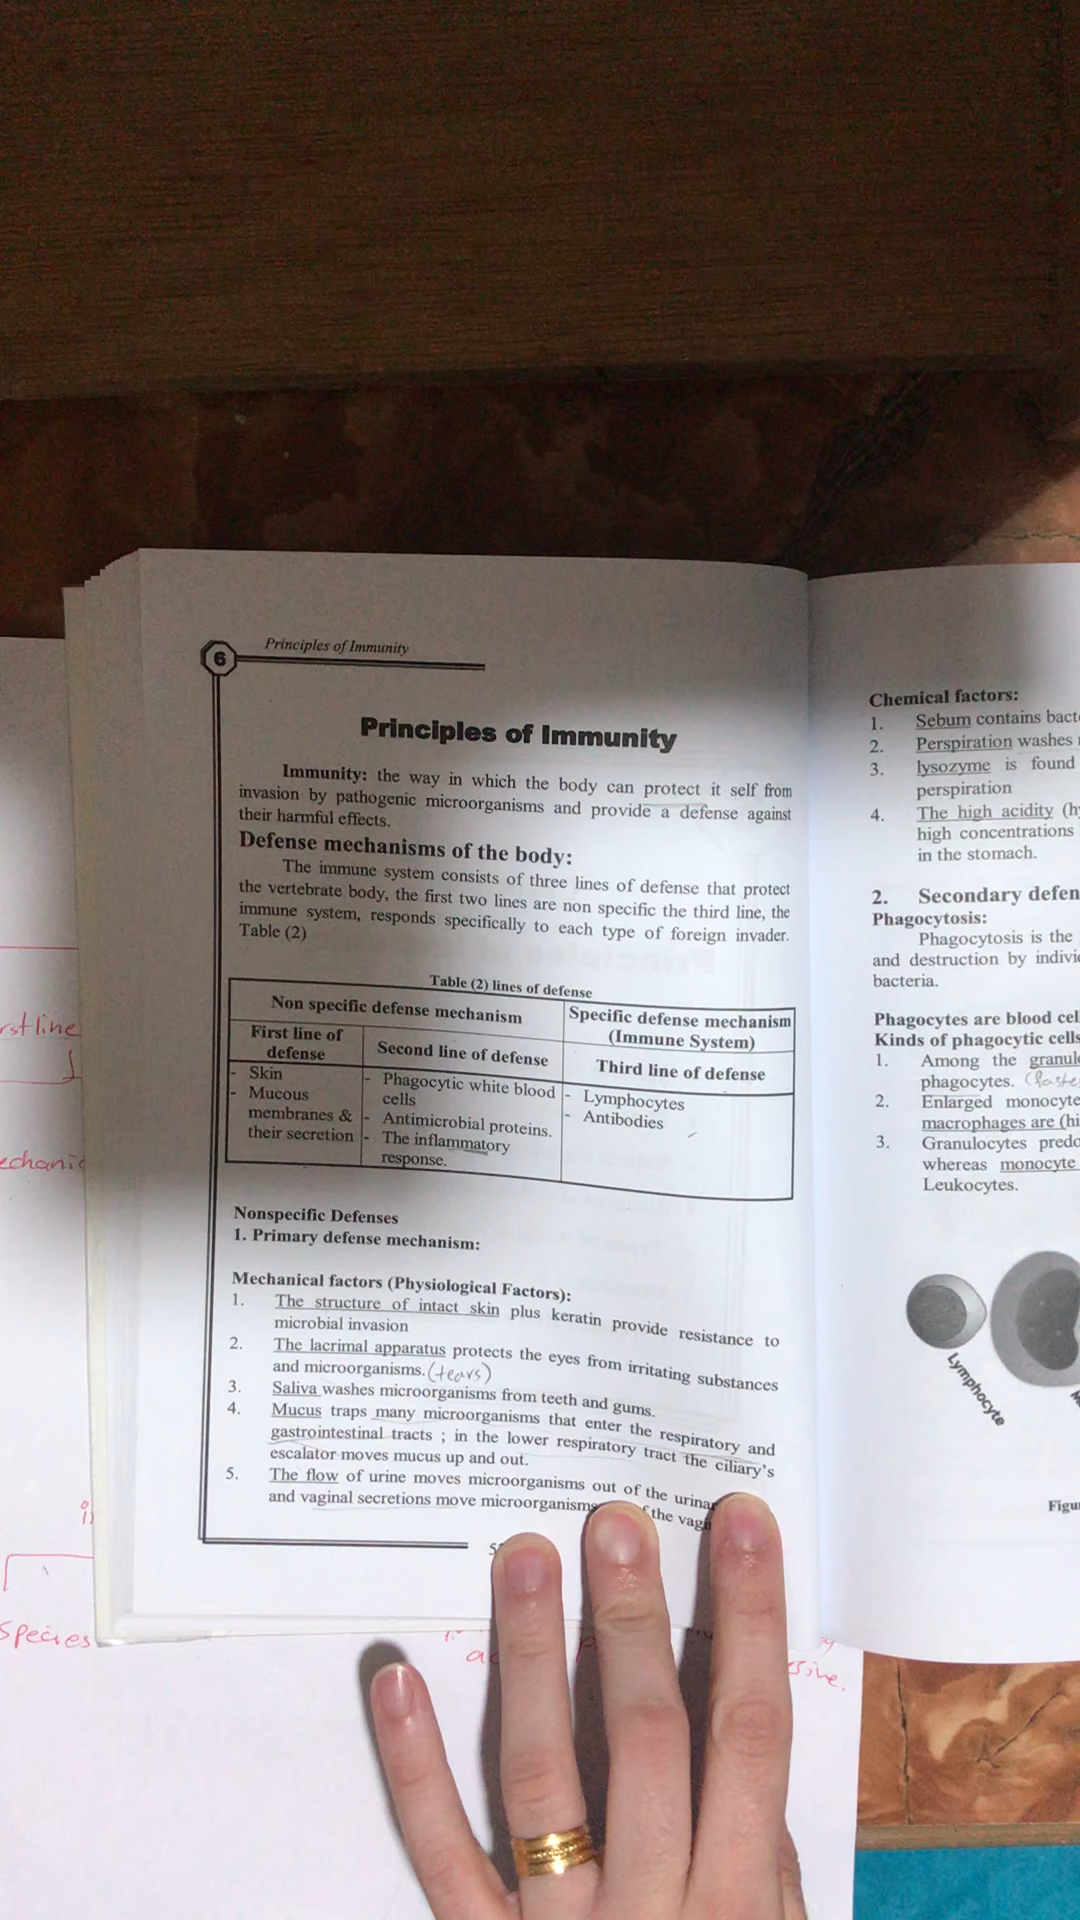 6
Principles of Immunity
Principles of Immunity
Immunity: the way in which the body can protect it self from
invasion by pathogenic microorganisms and provide a defense against
their harmful effects.
Defense mechanisms of the body:
The immune system consists of three lines of defense that protect
the vertebrate body, the first two lines are non specific the third line, the
immune system, responds specifically to each type of foreign invader.
Table (2)
Table (2) lines of defense
Non specific defense mechanism
Specific defense mechanism
(Immune System)
First line of
defense
Second line of defense
Third line of defense
- Skin
- Mucous
membranes &
their secretion
- Phagocytic white blood
cells
- Antimicrobial proteins.
- The inflammatory
response.
- Lymphocytes
- Antibodies
Nonspecific Defenses
1. Primary defense mechanism:
Mechanical factors (Physiological Factors):
1. The structure of intact skin plus keratin provide resistance to
microbial invasion
2. The lacrimal apparatus protects the eyes from irritating substances
and microorganisms. (tears)
3. Saliva washes microorganisms from teeth and gums.
4. Mucus traps many microorganisms that enter the respiratory and
gastrointestinal tracts ; in the lower respiratory tract the ciliary's
escalator moves mucus up and out.
5. The flow of urine moves microorganisms out of the
and vaginal secretions move microorganisms the
Chemical factors:
1. Sebum contains
2. Perspiration washes
3. lysozyme is found
perspiration
4. The high acidity
high concentrations
in the stomach.
2. Secondary
Phagocytosis:
Phagocytosis is the
and destruction by
bacteria.
Phagocytes are blood
Kinds of phagocytic cells
1. Among the
phagocytes.
2. Enlarged
macrophages are
3. Granulocytes
whereas monocyte
Leukocytes.
Lymphocyte
line
species